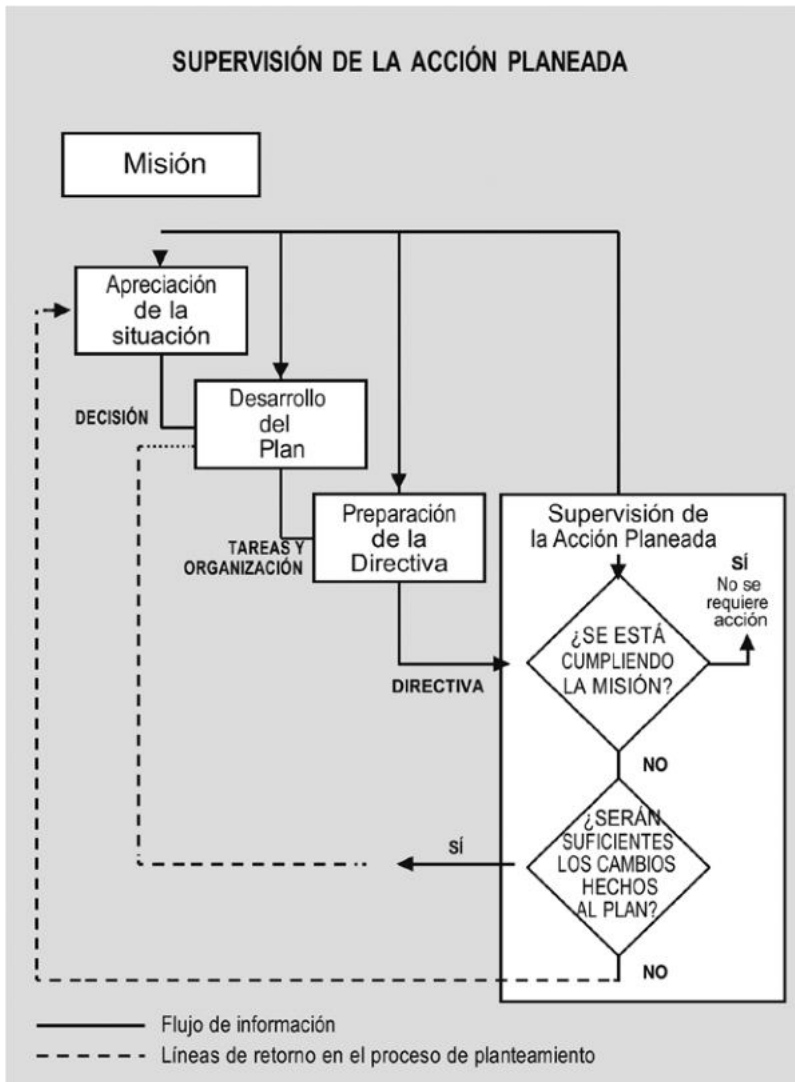 SUPERVISIÓN DE LA ACCIÓN PLANEADA
Misión
Apreciación
de la
situación
DECISIÓN
Desarrollo
del
Plan
TAREAS Y
ORGANIZACIÓN
Preparación
de la
Directiva
DIRECTIVA
Supervisión de
la Acción Planeada
SÍ
No se
requiere
acción
¿SE ESTÁ
CUMPLIENDO
LA MISIÓN?
NO
¿SERÁN
SUFICIENTES
LOS CAMBIOS
HECHOS
AL PLAN?
SÍ
NO
Flujo de información
Líneas de retorno en el proceso de planteamiento